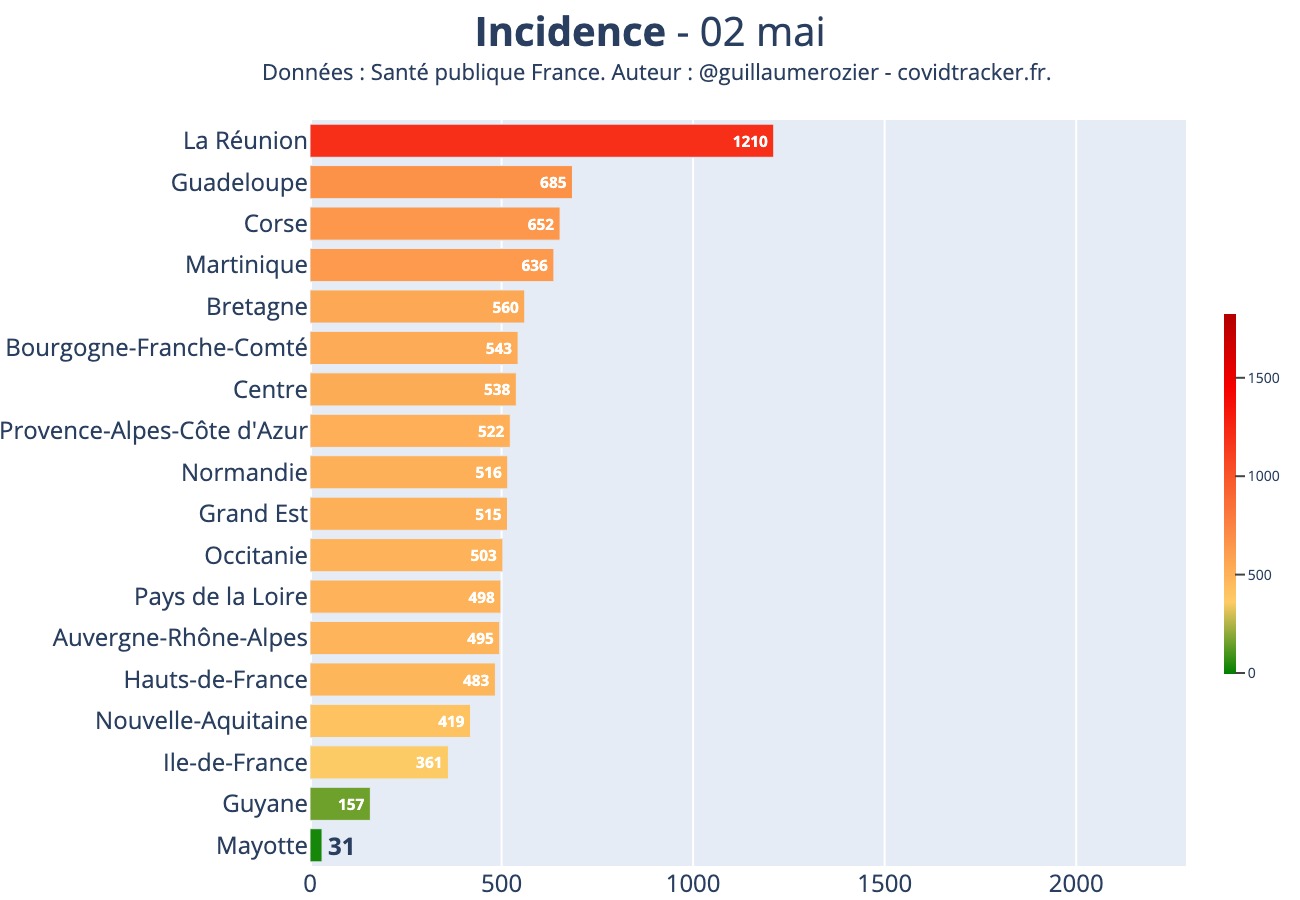 Incidence - 02 mai
Données : Santé publique France. Auteur : @guillaumerozier - covidtracker.fr.
La Réunion 1210
Guadeloupe 685
Corse 652
Martinique 636
Bretagne 560
Bourgogne-Franche-Comté 543
Centre 538
Provence-Alpes-Côte d'Azur 522
Normandie 516
Grand Est 515
Occitanie 503
Pays de la Loire 498
Auvergne-Rhône-Alpes 495
Hauts-de-France 483
Nouvelle-Aquitaine 419
Ile-de-France 361
Guyane 157
Mayotte 31
0 500 1000 1500 2000
1500
1000
500
0